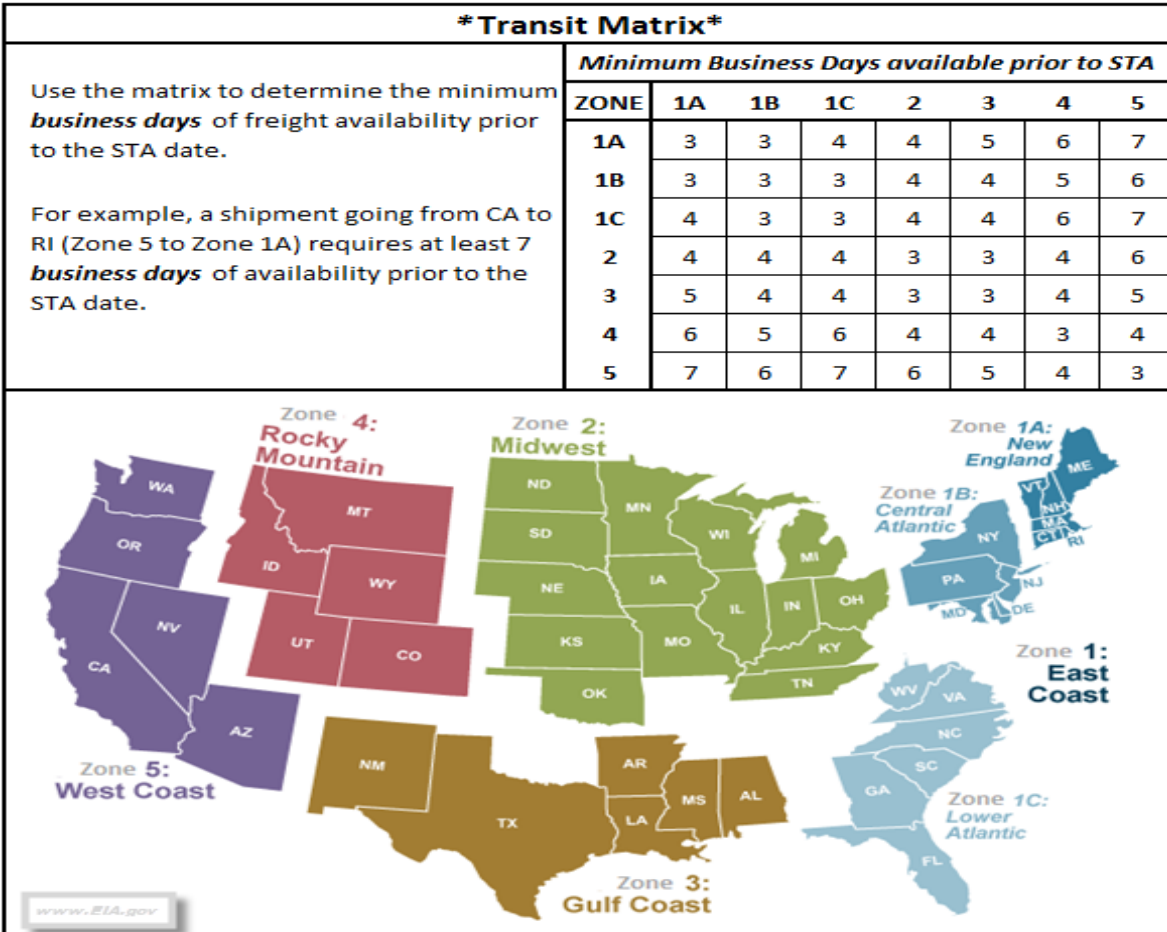 *Transit Matrix*
Use the matrix to determine the minimum
business days of freight availability prior
to the STA date.
For example, a shipment going from CA to
RI (Zone 5 to Zone 1A) requires at least 7
business days of availability prior to the
STA date.
Minimum Business Days available prior to STA
ZONE 1A 1B 1C 2 3 4 5
1A 3 3 4 4 5 6 7
1B 3 3 3 4 4 5 6
1C 4 3 3 4 4 6 7
2 4 4 4 3 3 4 6
3 5 4 4 3 3 4 5
4 6 5 6 4 4 3 4
5 7 6 7 6 5 4 3
Zone 4:
Rocky
Mountain
Zone 2:
Midwest
Zone 1A:
New
England
Zone 1B:
Central
Atlantic
WA
OR
CA
NV
AZ
MT
ID
WY
UT
CO
ND
SD
NE
KS
OK
MN
IA
MO
WI
IL
MI
IN
OH
KY
TN
ME
VT
NH
MA
CT
RI
NY
PA
NJ
MD
DE
Zone 1:
East
Coast
WV
VA
NC
SC
GA
FL
Zone 1C:
Lower
Atlantic
Zone 5:
West Coast
NM
TX
AR
LA
MS
AL
Zone 3:
Gulf Coast
www.EIA.gov